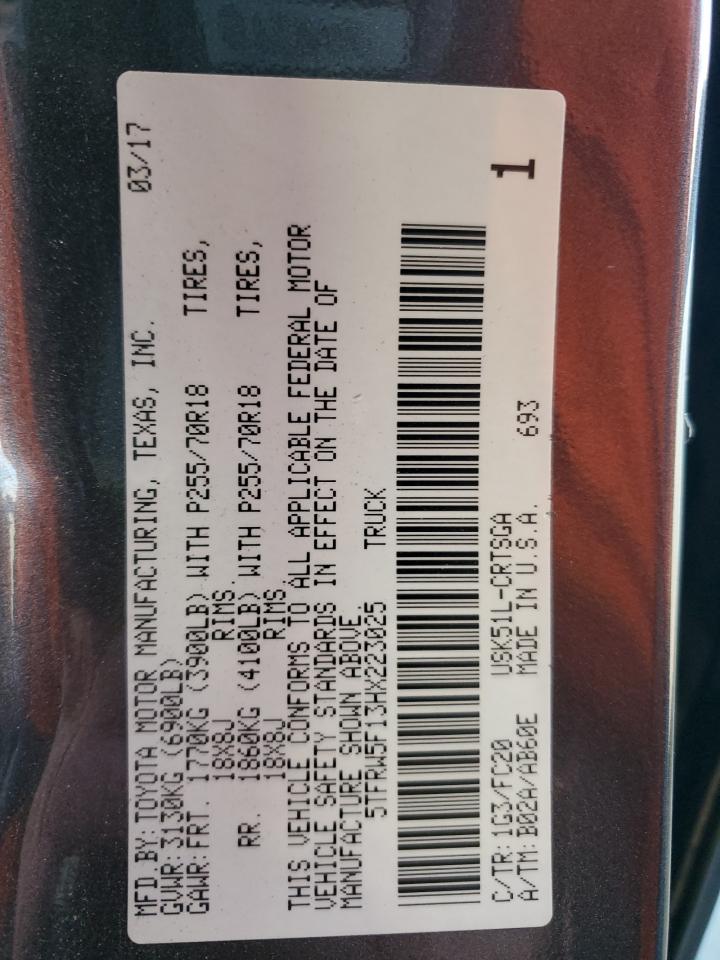 MFD BY: TOYOTA MOTOR MANUFACTURING, TEXAS, INC. 03/17
GVWR: 3130KG (6900LB)
GAWR: FRT. 1770KG (3900LB) WITH P255/70R18 TIRES,
18X8J RIMS.
RR. 1860KG (4100LB) WITH P255/70R18 TIRES,
18X8J RIMS.
THIS VEHICLE CONFORMS TO ALL APPLICABLE FEDERAL MOTOR
VEHICLE SAFETY STANDARDS IN EFFECT ON THE DATE OF
MANUFACTURE SHOWN ABOVE.
5TFRW5F13HX223025 TRUCK
C/TR: 1G3/FC20 USK51L-CRTSGA
A/TM: B02A/AB60E MADE IN U.S.A. 693
1